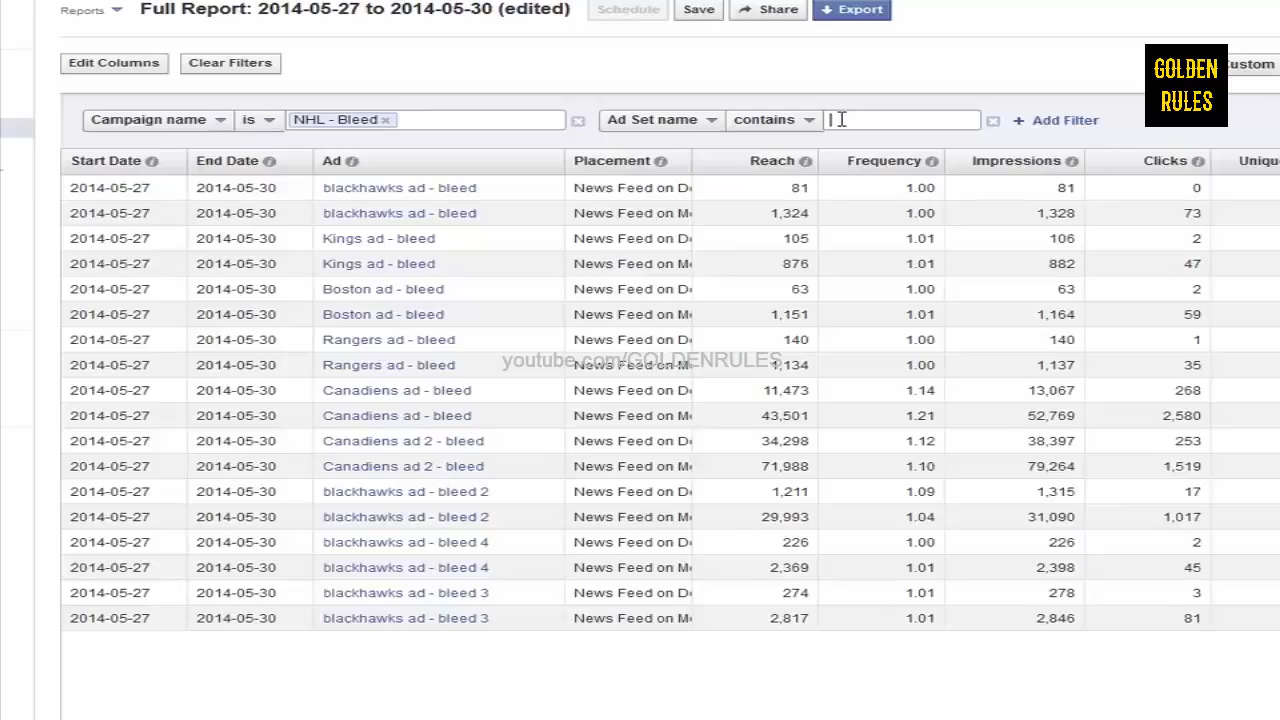 Reports Full Report: 2014-05-27 to 2014-05-30 (edited) Schedule Save Share Export
Edit Columns Clear Filters Custom
GOLDEN
RULES
Campaign name is NHL - Bleed × Ad Set name contains + Add Filter
Start Date End Date Ad Placement Reach Frequency Impressions Clicks Uniqu
2014-05-27 2014-05-30 blackhawks ad - bleed News Feed on De 81 1.00 81 0
2014-05-27 2014-05-30 blackhawks ad - bleed News Feed on Mo 1,324 1.00 1,328 73
2014-05-27 2014-05-30 Kings ad - bleed News Feed on De 105 1.01 106 2
2014-05-27 2014-05-30 Kings ad - bleed News Feed on Mo 876 1.01 882 47
2014-05-27 2014-05-30 Boston ad - bleed News Feed on De 63 1.00 63 2
2014-05-27 2014-05-30 Boston ad - bleed News Feed on Mo 1,151 1.01 1,164 59
2014-05-27 2014-05-30 Rangers ad - bleed News Feed on De 140 1.00 140 1
youtube.com/GOLDENRULES
2014-05-27 2014-05-30 Rangers ad - bleed News Feed on Mo 1,134 1.00 1,137 35
2014-05-27 2014-05-30 Canadiens ad - bleed News Feed on De 11,473 1.14 13,067 268
2014-05-27 2014-05-30 Canadiens ad - bleed News Feed on Mo 43,501 1.21 52,769 2,580
2014-05-27 2014-05-30 Canadiens ad 2 - bleed News Feed on De 34,298 1.12 38,397 253
2014-05-27 2014-05-30 Canadiens ad 2 - bleed News Feed on Mo 71,988 1.10 79,264 1,519
2014-05-27 2014-05-30 blackhawks ad - bleed 2 News Feed on De 1,211 1.09 1,315 17
2014-05-27 2014-05-30 blackhawks ad - bleed 2 News Feed on Mo 29,993 1.04 31,090 1,017
2014-05-27 2014-05-30 blackhawks ad - bleed 4 News Feed on De 226 1.00 226 2
2014-05-27 2014-05-30 blackhawks ad - bleed 4 News Feed on Mo 2,369 1.01 2,398 45
2014-05-27 2014-05-30 blackhawks ad - bleed 3 News Feed on De 274 1.01 278 3
2014-05-27 2014-05-30 blackhawks ad - bleed 3 News Feed on Mo 2,817 1.01 2,846 81